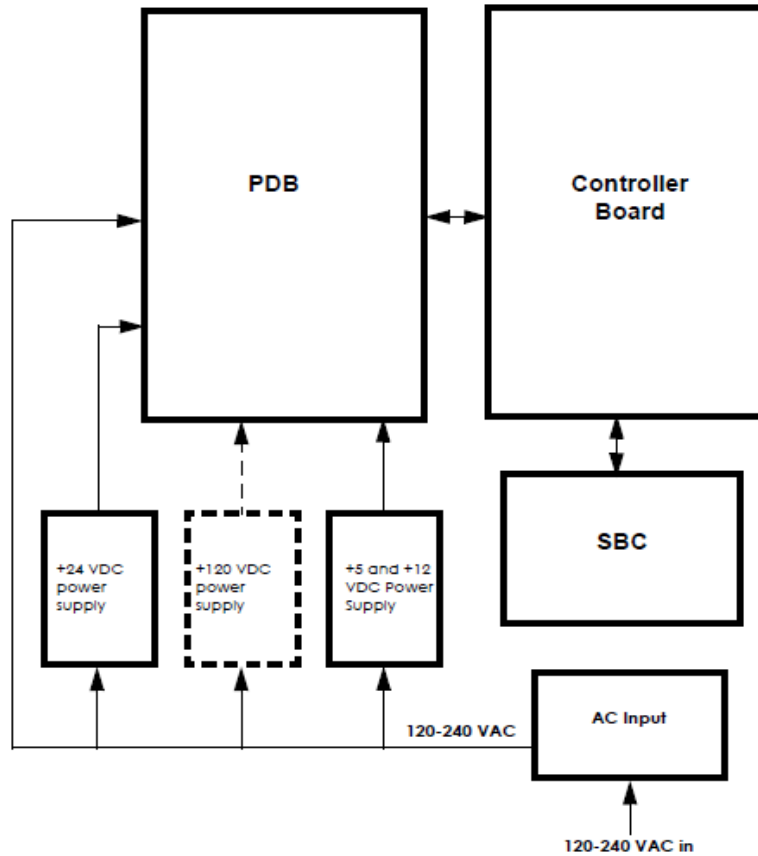 PDB
Controller
Board
+24 VDC
power
supply
+120 VDC
power
supply
+5 and +12
VDC Power
Supply
SBC
120-240 VAC
AC Input
120-240 VAC in